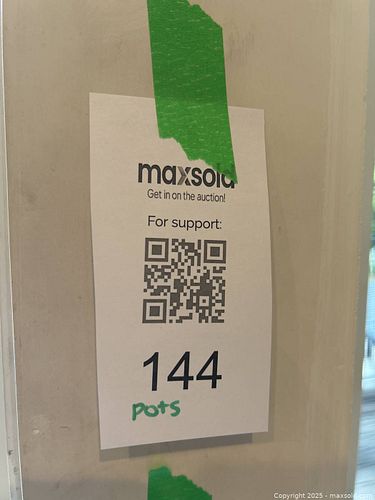 maxsold
Get in on the auction!
For support:
144
pots
Copyright 2025 - maxsold.com